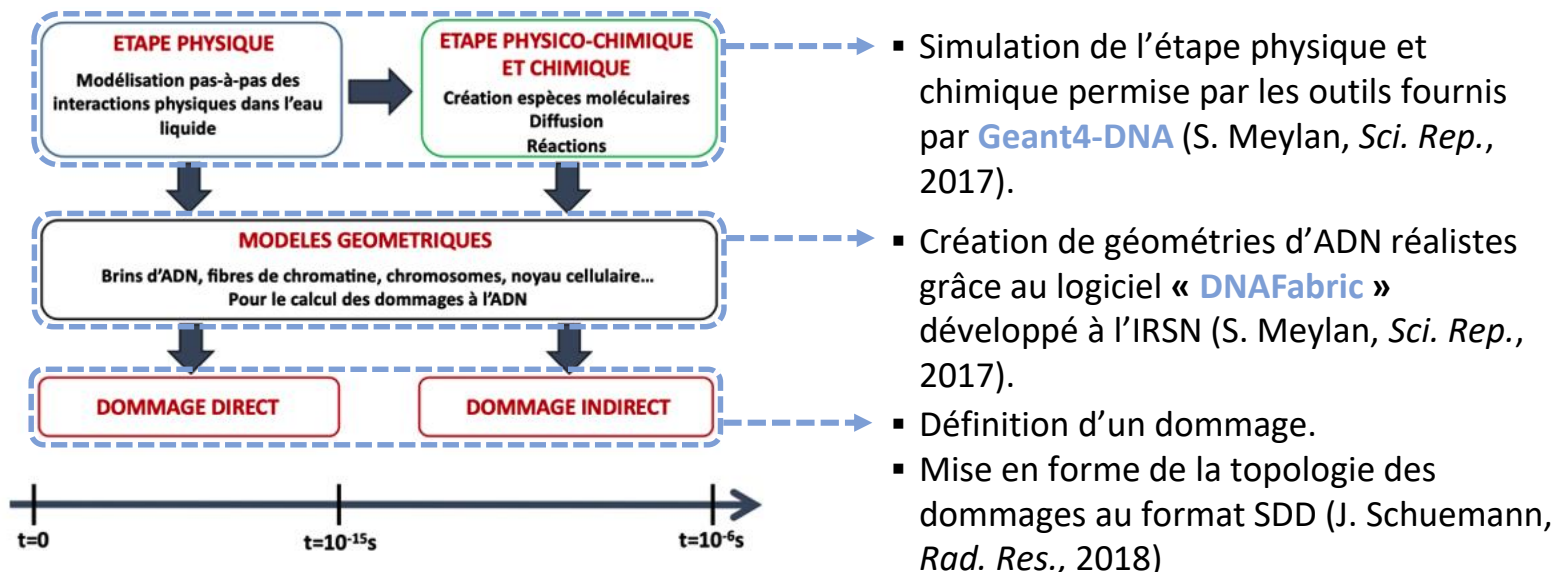 ETAPE PHYSIQUE
Modélisation pas-à-pas des
interactions physiques dans l'eau
liquide
ETAPE PHYSICO-CHIMIQUE
ET CHIMIQUE
Création espèces moléculaires
Diffusion
Réactions
MODELES GEOMETRIQUES
Brins d'ADN, fibres de chromatine, chromosomes, noyau cellulaire...
Pour le calcul des dommages à l'ADN
DOMMAGE DIRECT
DOMMAGE INDIRECT
t=0
t=10⁻¹⁵s
t=10⁻⁶s
▪ Simulation de l'étape physique et
chimique permise par les outils fournis
par Geant4-DNA (S. Meylan, Sci. Rep.,
2017).
▪ Création de géométries d'ADN réalistes
grâce au logiciel « DNAFabric »
développé à l'IRSN (S. Meylan, Sci. Rep.,
2017).
▪ Définition d'un dommage.
▪ Mise en forme de la topologie des
dommages au format SDD (J. Schuemann,
Rad. Res., 2018)